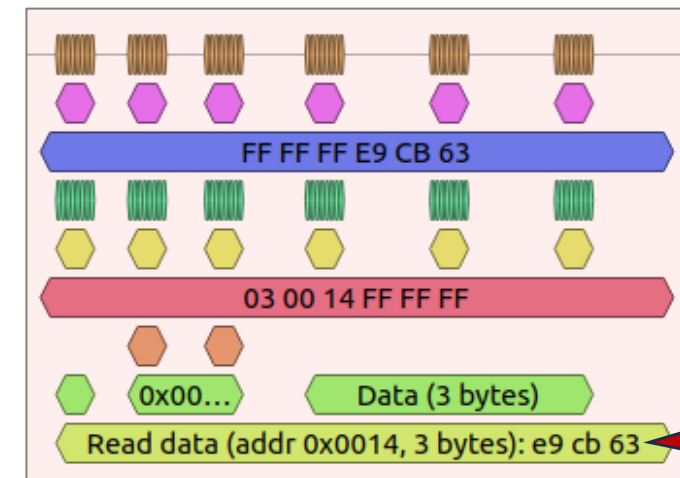 FF FF FF E9 CB 63
03 00 14 FF FF FF
0x00... Data (3 bytes)
Read data (addr 0x0014, 3 bytes): e9 cb 63